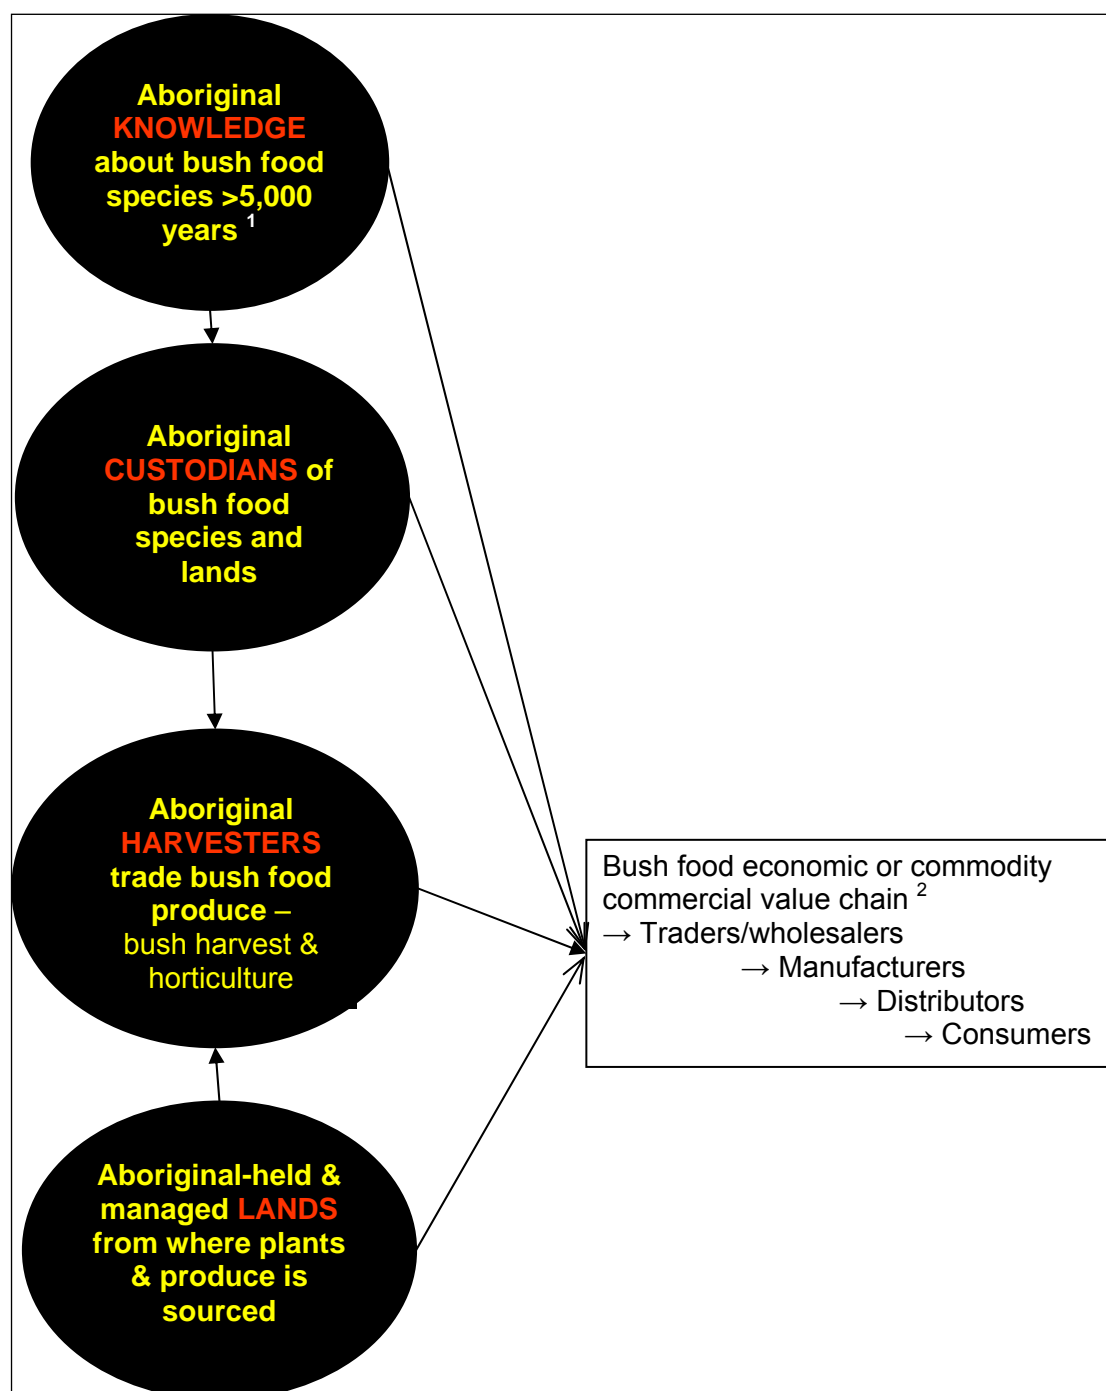 Aboriginal
KNOWLEDGE
about bush food
species >5,000
years ¹
Aboriginal
CUSTODIANS of
bush food
species and
lands
Aboriginal
HARVESTERS
trade bush food
produce –
bush harvest &
horticulture
Aboriginal-held &
managed LANDS
from where plants
& produce is
sourced
Bush food economic or commodity
commercial value chain ²
→ Traders/wholesalers
→ Manufacturers
→ Distributors
→ Consumers